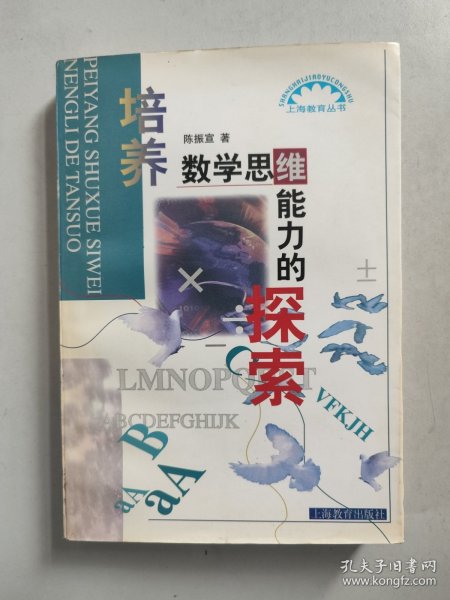 PEIYANG SHUXUE SIWEI
NENGLI DE TANSUO
培养
SHANGHAIJIAOYUCONGSHU
上海教育丛书
陈振宣 著
数学思维
能力的
探索
×
÷
±
LMNOPQRST
ABCDEFGHIJK
VFKJH
B
aA
aA
上海教育出版社
孔夫子旧书网
www.kongfz.com